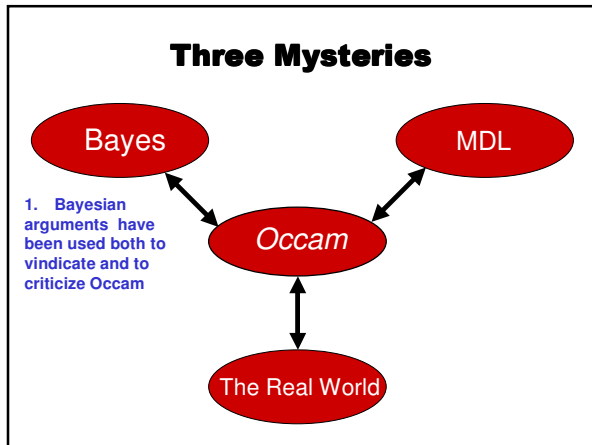 Three Mysteries
Bayes
MDL
1. Bayesian
arguments have
been used both to
vindicate and to
criticize Occam
Occam
The Real World